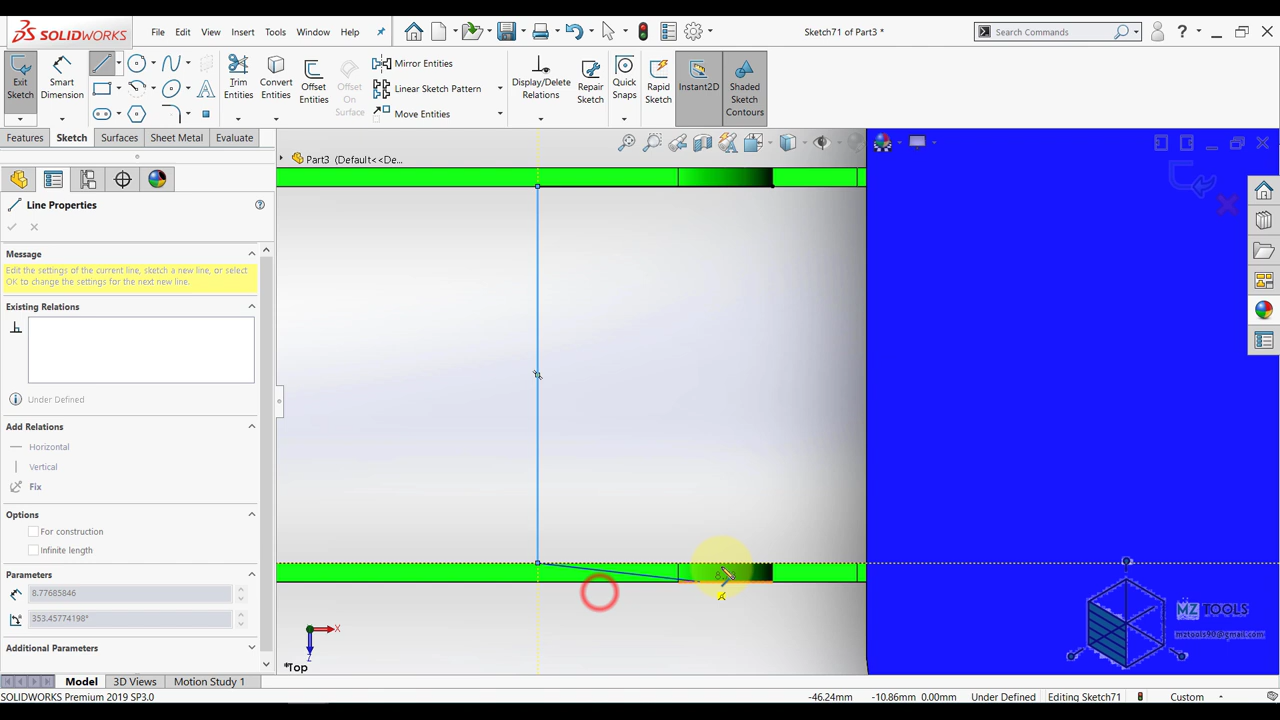 SOLIDWORKS
File
Edit
View
Insert
Tools
Window
Help
Sketch71 of Part3 *
Search Commands
?
Exit
Sketch
Smart
Dimension
Trim
Entities
Convert
Entities
Offset
Entities
Offset
On
Surface
Mirror Entities
Linear Sketch Pattern
Move Entities
Display/Delete
Relations
Repair
Sketch
Quick
Snaps
Rapid
Sketch
Instant2D
Shaded
Sketch
Contours
Features
Sketch
Surfaces
Sheet Metal
Evaluate
Part3 (Default<<De...
Line Properties
Message
Edit the settings of the current line, sketch a new line, or select
OK to change the settings for the next new line.
Existing Relations
Under Defined
Add Relations
Horizontal
Vertical
Fix
Options
For construction
Infinite length
Parameters
8.77685846
353.45774198°
Additional Parameters
X
Z
*Top
MZ TOOLS
mztools90@gmail.com
Model
3D Views
Motion Study 1
SOLIDWORKS Premium 2019 SP3.0
-46.24mm
-10.86mm
0.00mm
Under Defined
Editing Sketch71
Custom